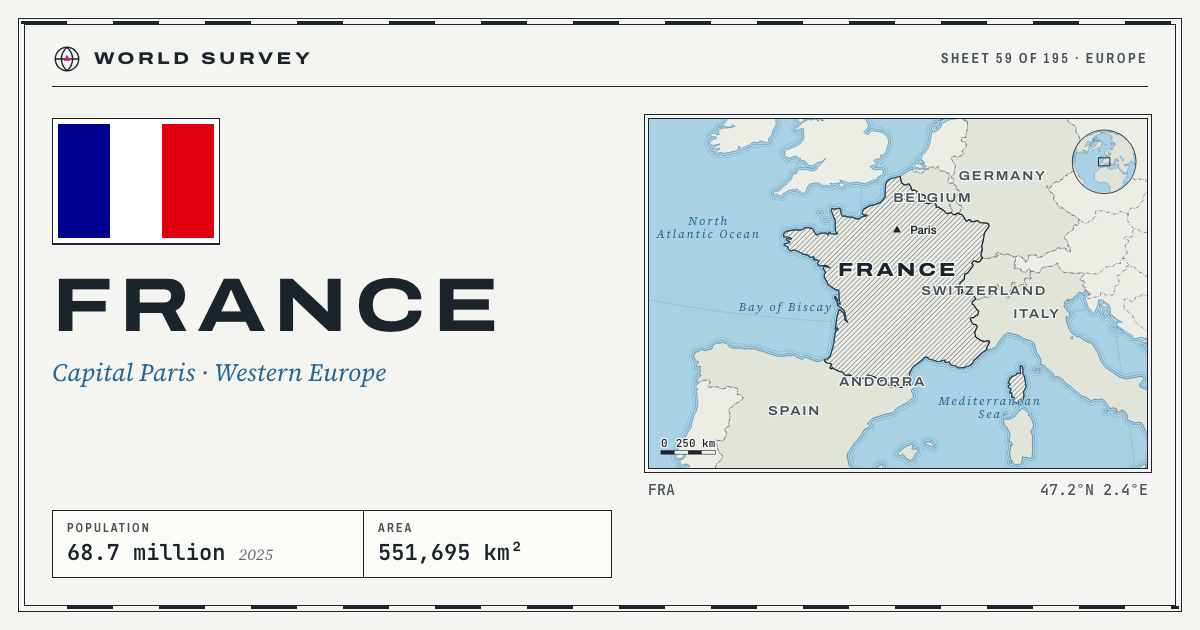 WORLD SURVEY
SHEET 59 OF 195 · EUROPE
FRANCE
Capital Paris · Western Europe
POPULATION
68.7 million 2025
AREA
551,695 km²
GERMANY
BELGIUM
North
Atlantic Ocean
Paris
FRANCE
SWITZERLAND
Bay of Biscay
ITALY
ANDORRA
Mediterranean
Sea
SPAIN
0 250 km
FRA
47.2°N 2.4°E